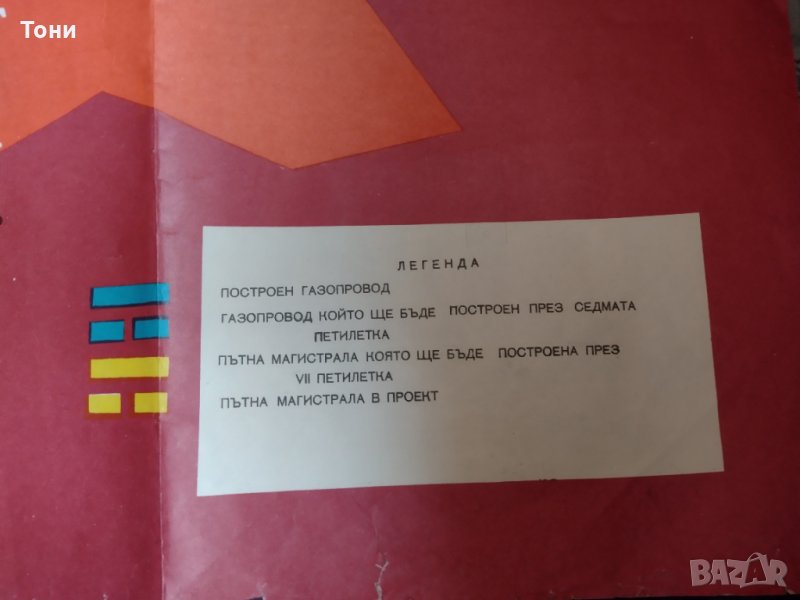 Тони
ЛЕГЕНДА
ПОСТРОЕН ГАЗОПРОВОД
ГАЗОПРОВОД КОЙТО ЩЕ БЪДЕ ПОСТРОЕН ПРЕЗ СЕДМАТА
ПЕТИЛЕТКА
ПЪТНА МАГИСТРАЛА КОЯТО ЩЕ БЪДЕ ПОСТРОЕНА ПРЕЗ
VII ПЕТИЛЕТКА
ПЪТНА МАГИСТРАЛА В ПРОЕКТ
BAZAR